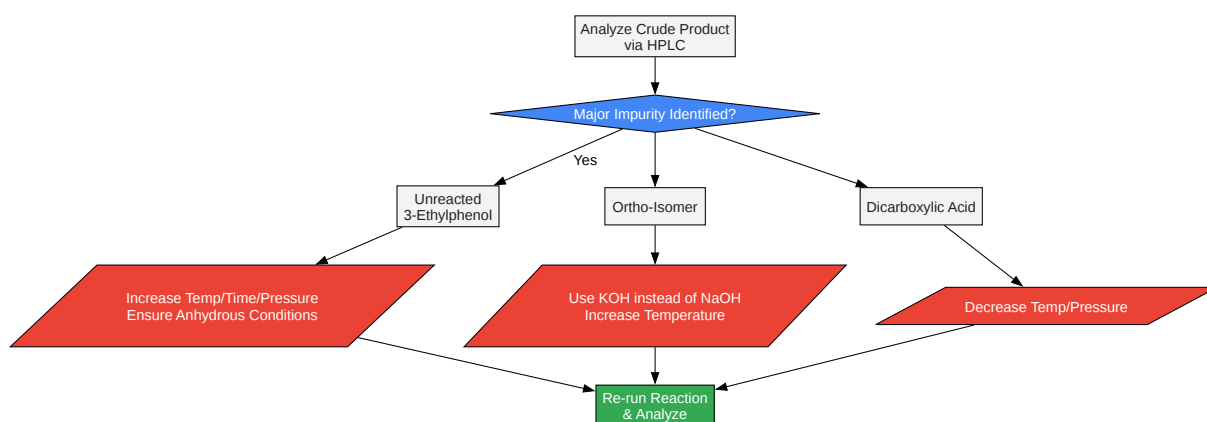 Analyze Crude Product
via HPLC
Major Impurity Identified?
Yes
Unreacted
3-Ethylphenol
Ortho-Isomer
Dicarboxylic Acid
Increase Temp/Time/Pressure
Ensure Anhydrous Conditions
Use KOH instead of NaOH
Increase Temperature
Decrease Temp/Pressure
Re-run Reaction
& Analyze